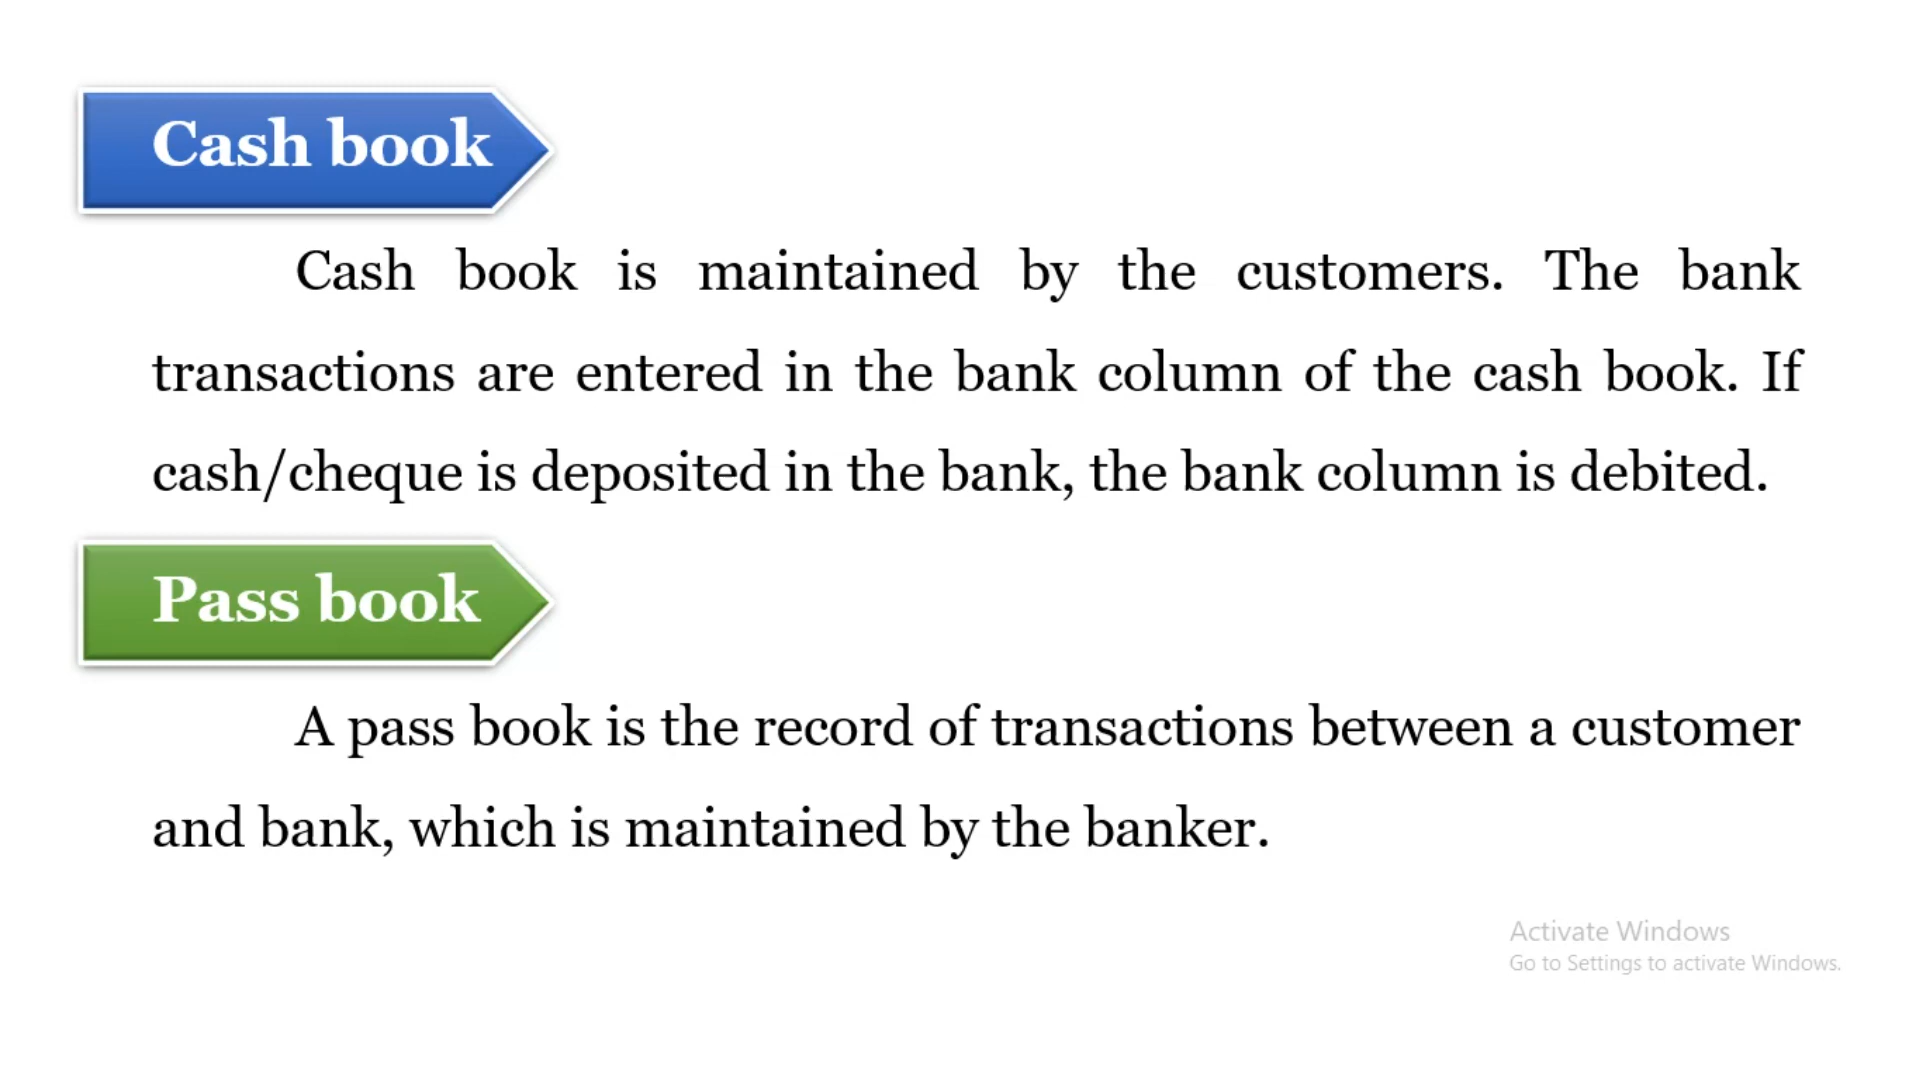 Cash book
Cash book is maintained by the customers. The bank
transactions are entered in the bank column of the cash book. If
cash/cheque is deposited in the bank, the bank column is debited.
Pass book
A pass book is the record of transactions between a customer
and bank, which is maintained by the banker.
Activate Windows
Go to Settings to activate Windows.